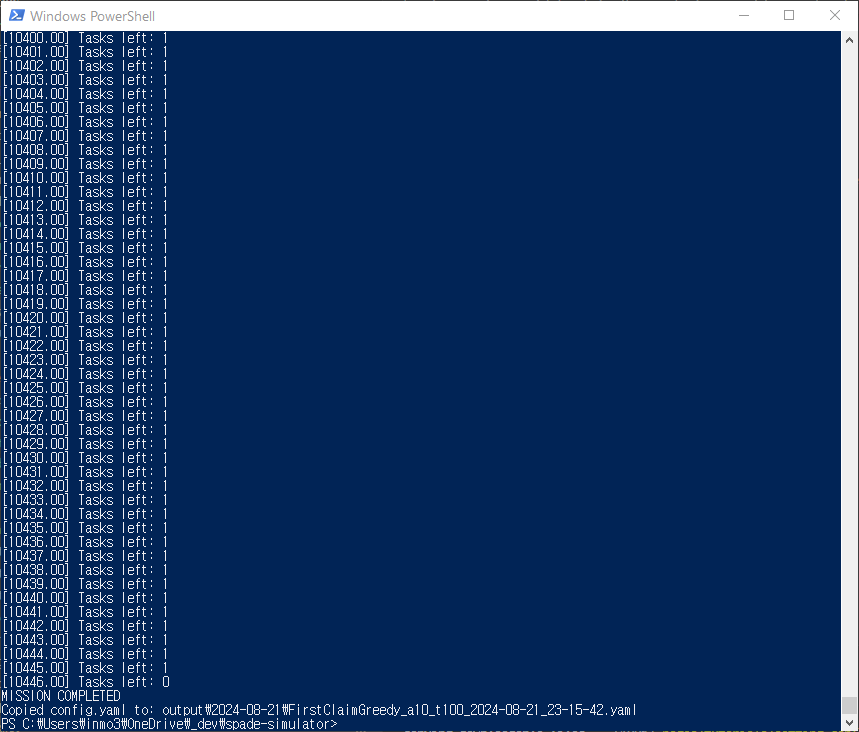 Windows PowerShell
[10400.00] Tasks left: 1
[10401.00] Tasks left: 1
[10402.00] Tasks left: 1
[10403.00] Tasks left: 1
[10404.00] Tasks left: 1
[10405.00] Tasks left: 1
[10406.00] Tasks left: 1
[10407.00] Tasks left: 1
[10408.00] Tasks left: 1
[10409.00] Tasks left: 1
[10410.00] Tasks left: 1
[10411.00] Tasks left: 1
[10412.00] Tasks left: 1
[10413.00] Tasks left: 1
[10414.00] Tasks left: 1
[10415.00] Tasks left: 1
[10416.00] Tasks left: 1
[10417.00] Tasks left: 1
[10418.00] Tasks left: 1
[10419.00] Tasks left: 1
[10420.00] Tasks left: 1
[10421.00] Tasks left: 1
[10422.00] Tasks left: 1
[10423.00] Tasks left: 1
[10424.00] Tasks left: 1
[10425.00] Tasks left: 1
[10426.00] Tasks left: 1
[10427.00] Tasks left: 1
[10428.00] Tasks left: 1
[10429.00] Tasks left: 1
[10430.00] Tasks left: 1
[10431.00] Tasks left: 1
[10432.00] Tasks left: 1
[10433.00] Tasks left: 1
[10434.00] Tasks left: 1
[10435.00] Tasks left: 1
[10436.00] Tasks left: 1
[10437.00] Tasks left: 1
[10438.00] Tasks left: 1
[10439.00] Tasks left: 1
[10440.00] Tasks left: 1
[10441.00] Tasks left: 1
[10442.00] Tasks left: 1
[10443.00] Tasks left: 1
[10444.00] Tasks left: 1
[10445.00] Tasks left: 1
[10446.00] Tasks left: 0
MISSION COMPLETED
Copied config.yaml to: output₩2024-08-21₩FirstClaimGreedy_a10_t100_2024-08-21_23-15-42.yaml
PS C:₩Users₩inmo3₩OneDrive₩_dev₩spade-simulator>